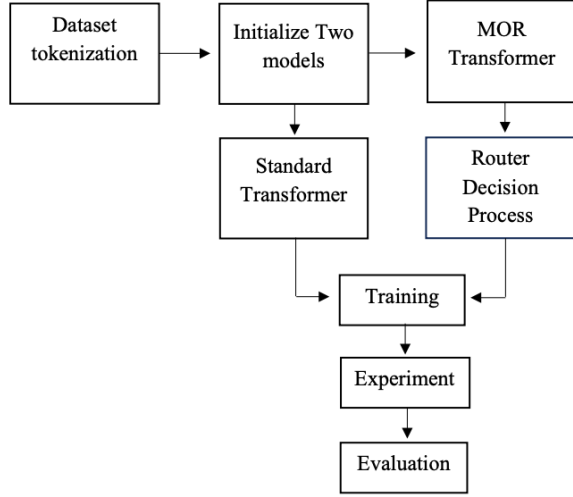 Dataset
tokenization
Initialize Two
models
MOR
Transformer
Standard
Transformer
Router
Decision
Process
Training
Experiment
Evaluation